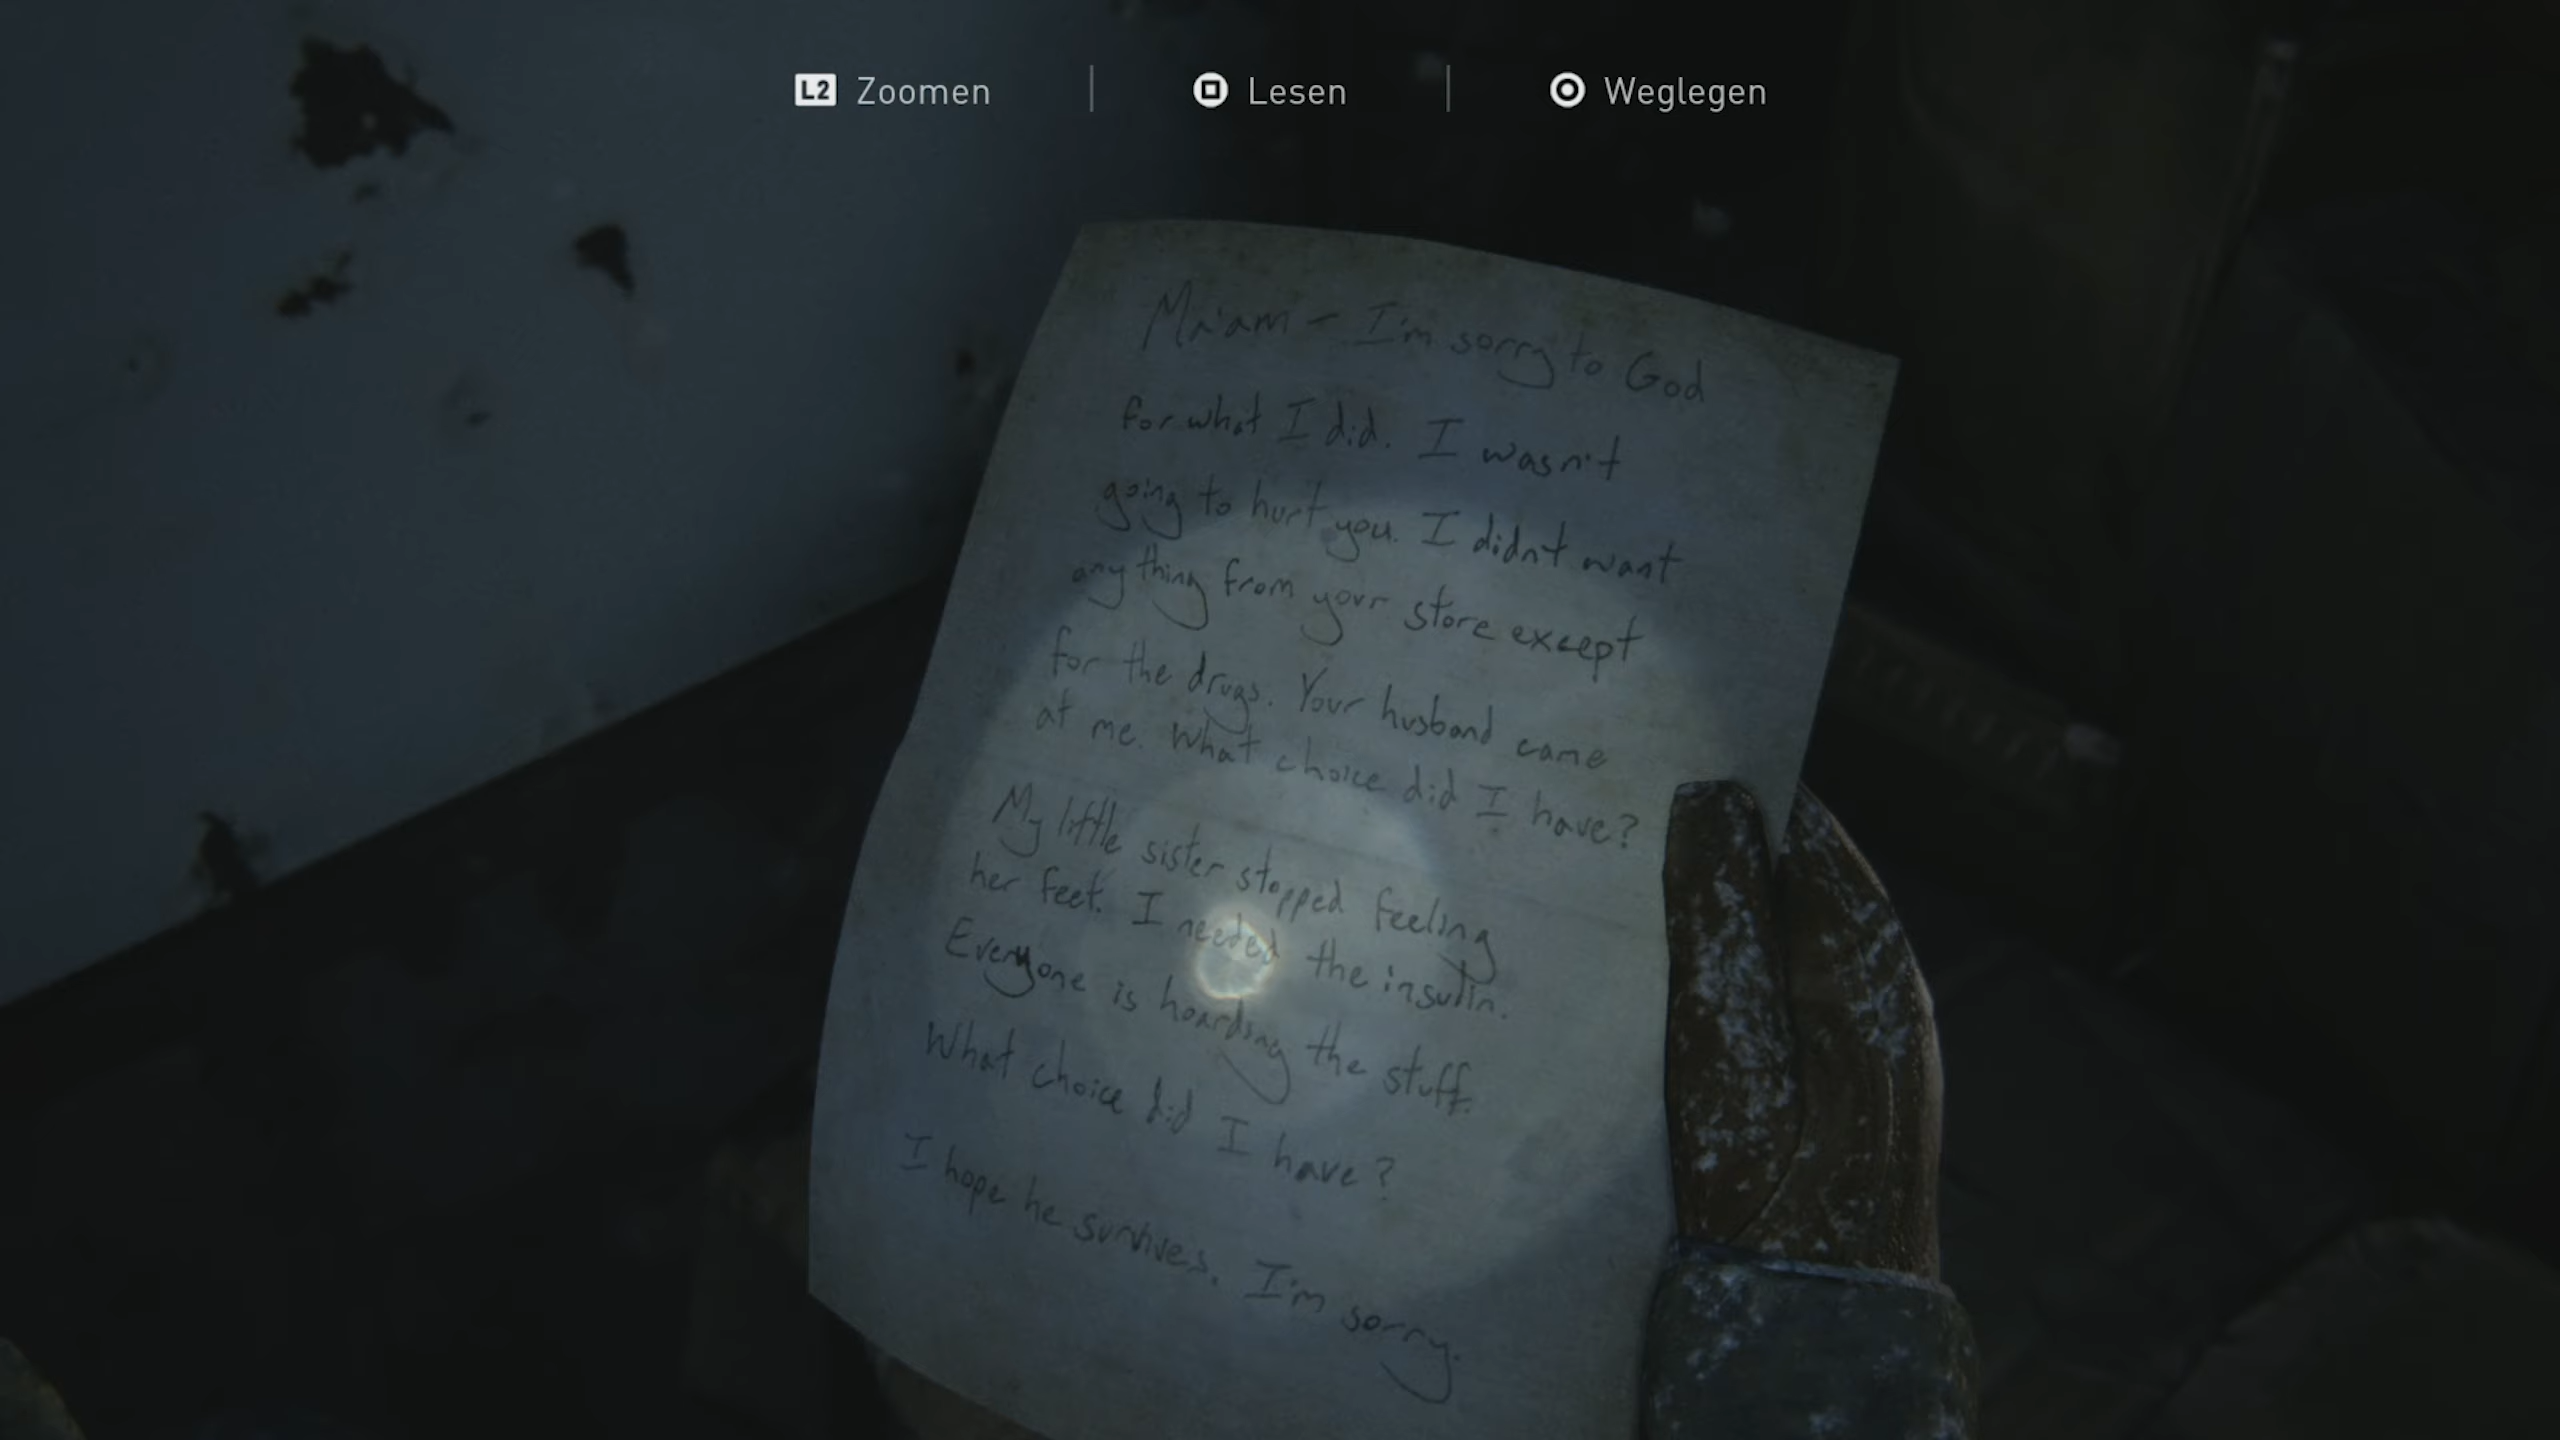 L2 Zoomen | Lesen | Weglegen
Ma'am - I'm sorry to God
for what I did. I wasn't
going to hurt you. I didn't want
anything from your store except
for the drugs. Your husband came
at me. What choice did I have?
My little sister stopped feeling
her feet. I needed the insulin.
Everyone is hoarding the stuff.
What choice did I have?
I hope he survives. I'm sorry.